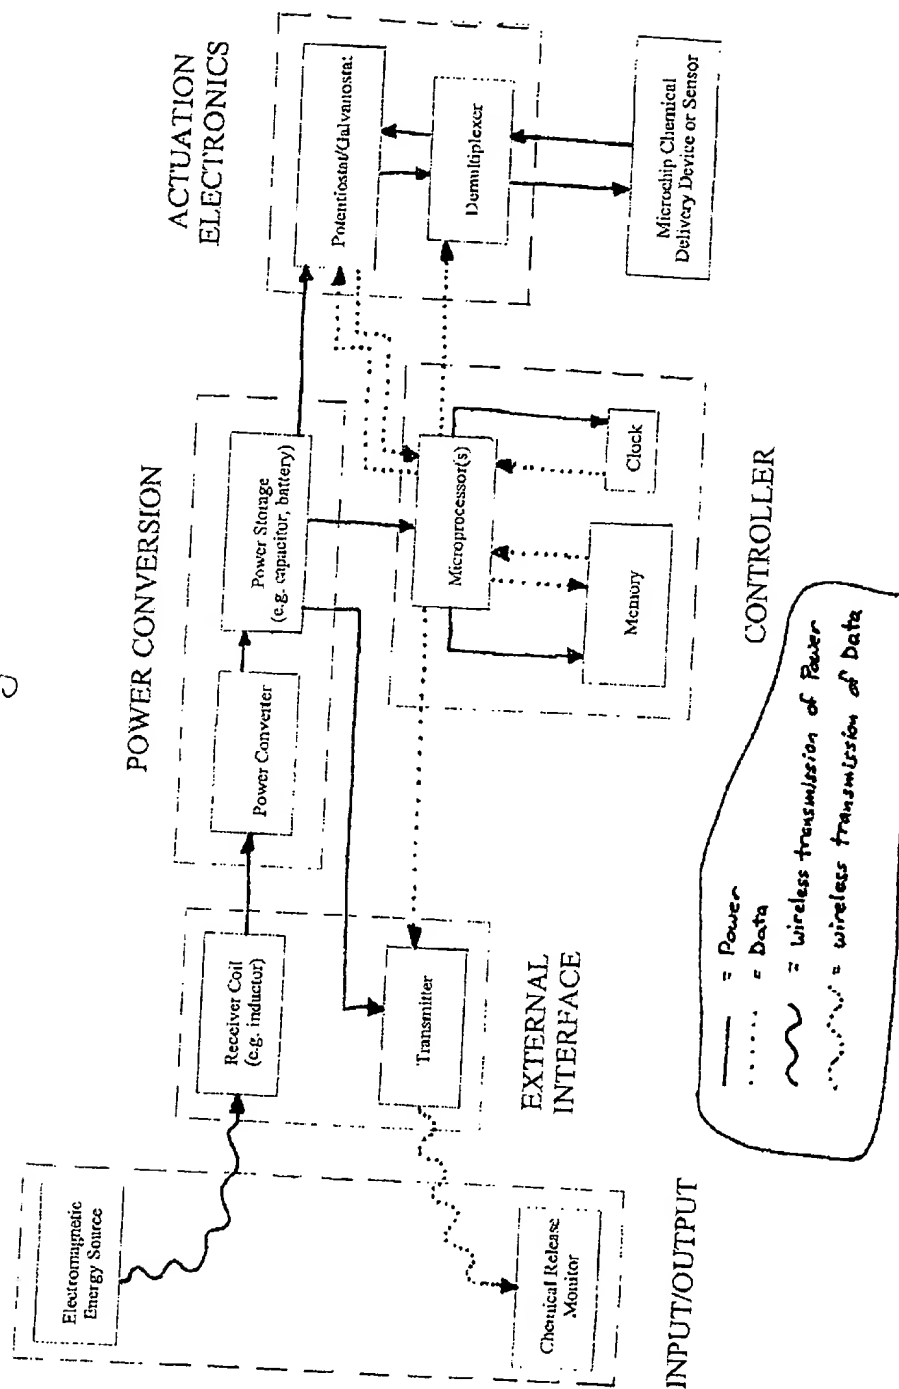 INPUT/OUTPUT
Electromagnetic
Energy Source
Chemical Release
Monitor
EXTERNAL
INTERFACE
Receiver Coil
(e.g. inductor)
Transmitter
POWER CONVERSION
Power Converter
Power Storage
(e.g. capacitor, battery)
CONTROLLER
Microprocessor(s)
Memory
Clock
ACTUATION
ELECTRONICS
Potentiostat/Galvanostat
Demultiplexer
Microchip Chemical
Delivery Device or Sensor
= Power
= Data
= wireless transmission of Power
= wireless transmission of Data